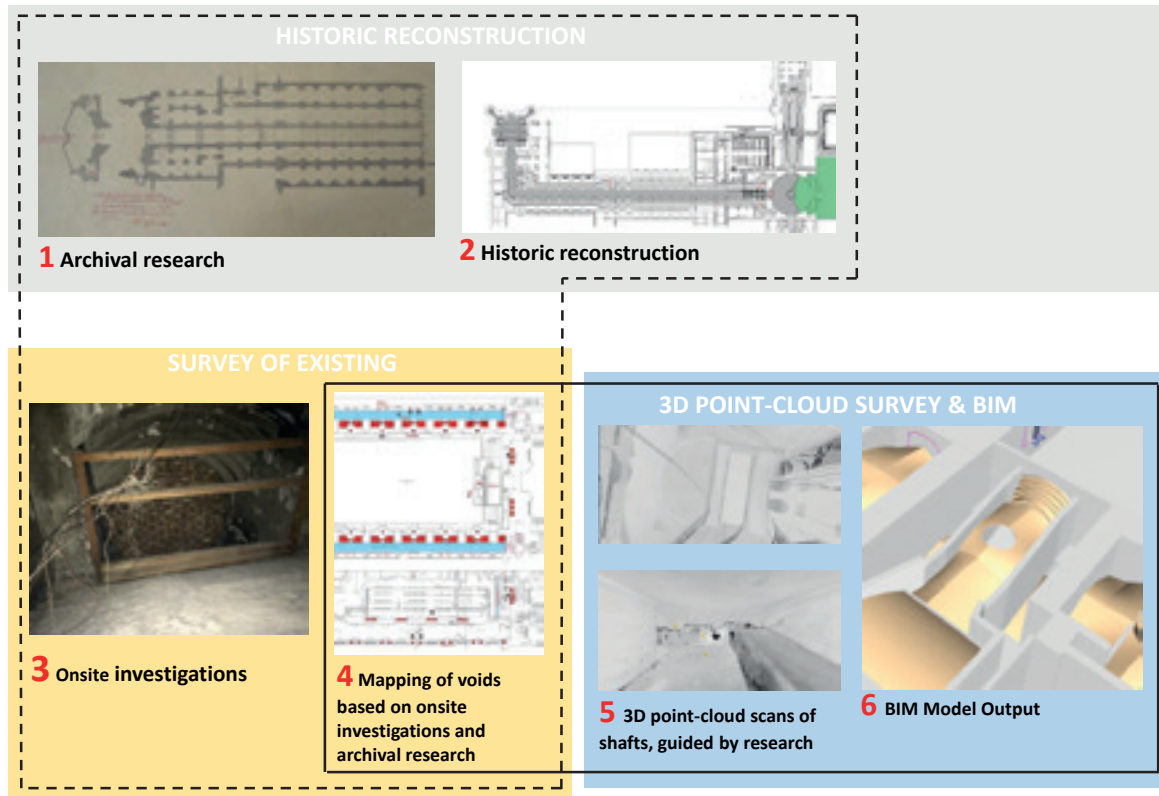 HISTORIC RECONSTRUCTION
1 Archival research
2 Historic reconstruction
SURVEY OF EXISTING
3 Onsite investigations
4 Mapping of voids
based on onsite
investigations and
archival research
3D POINT-CLOUD SURVEY & BIM
5 3D point-cloud scans of
shafts, guided by research
6 BIM Model Output